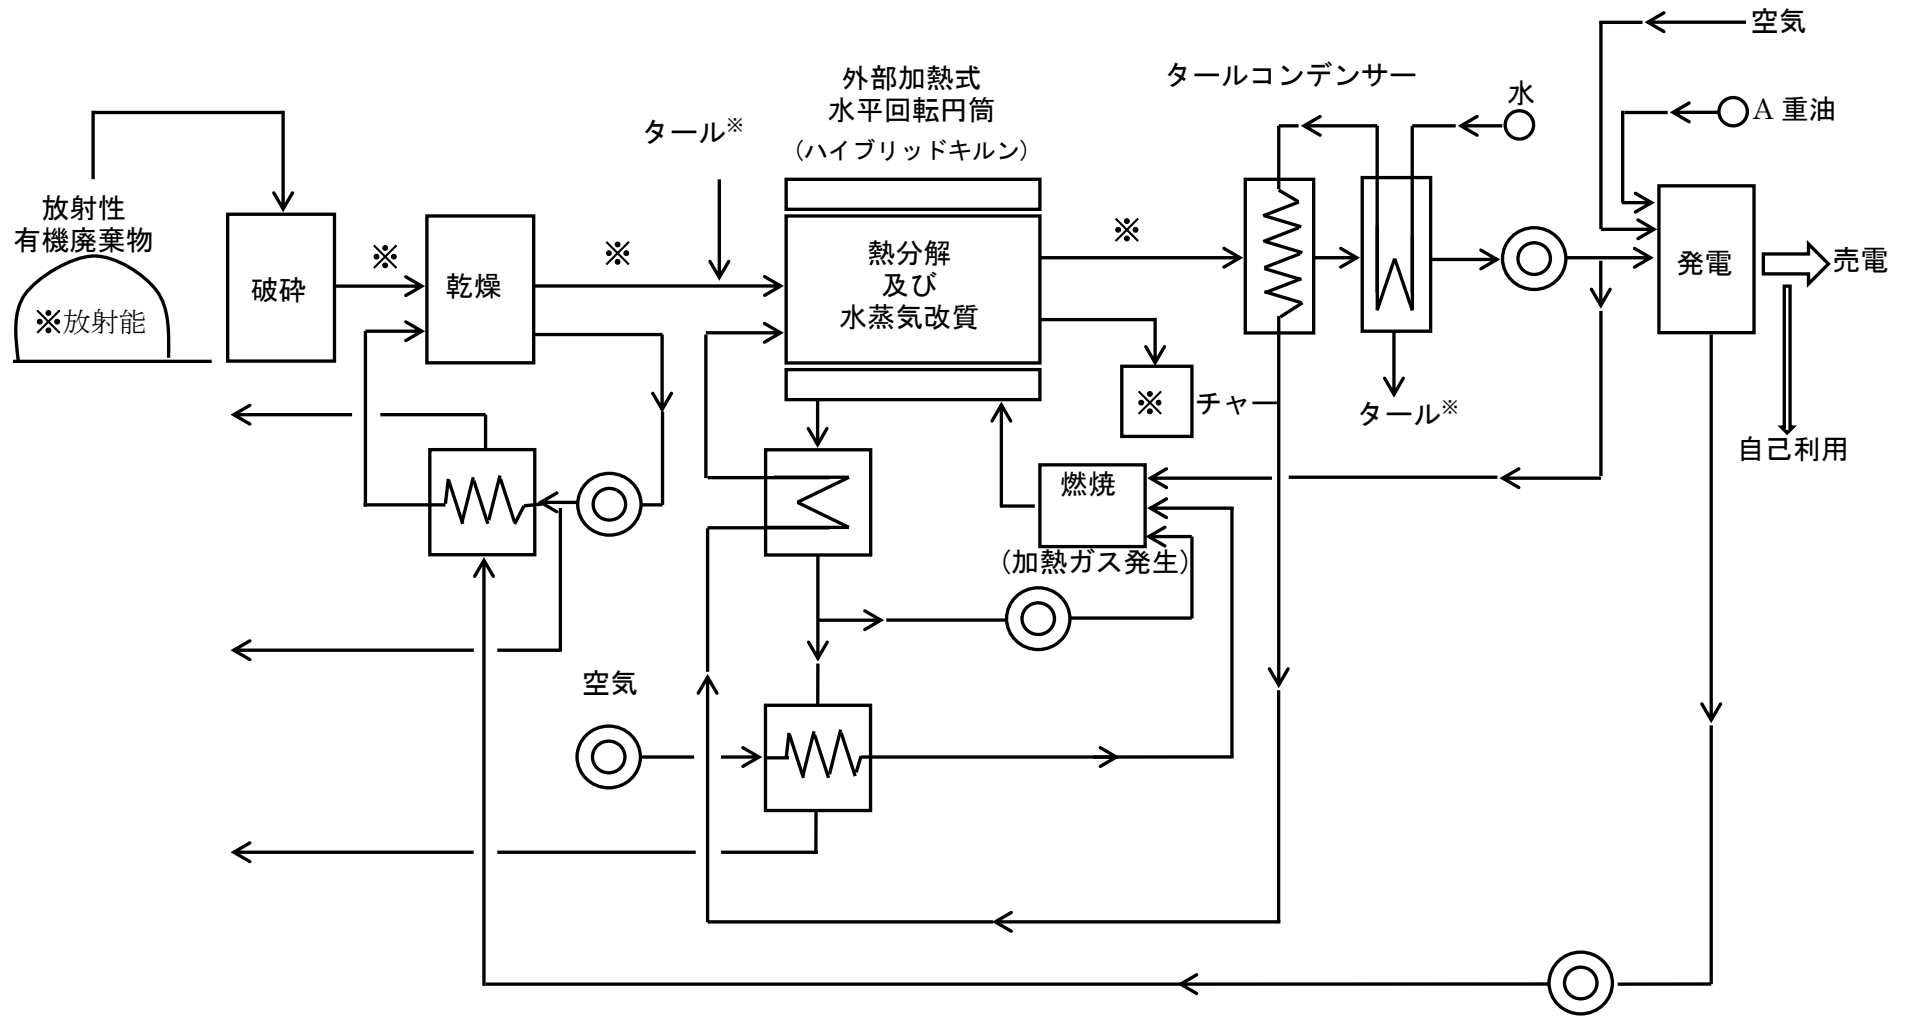 空気
外部加熱式
水平回転円筒
(ハイブリッドキルン)
タールコンデンサー
水
A 重油
タール※
放射性
有機廃棄物
※放射能
破砕
※
乾燥
※
熱分解
及び
水蒸気改質
※
発電
売電
※
チャー
タール※
自己利用
燃焼
(加熱ガス発生)
空気